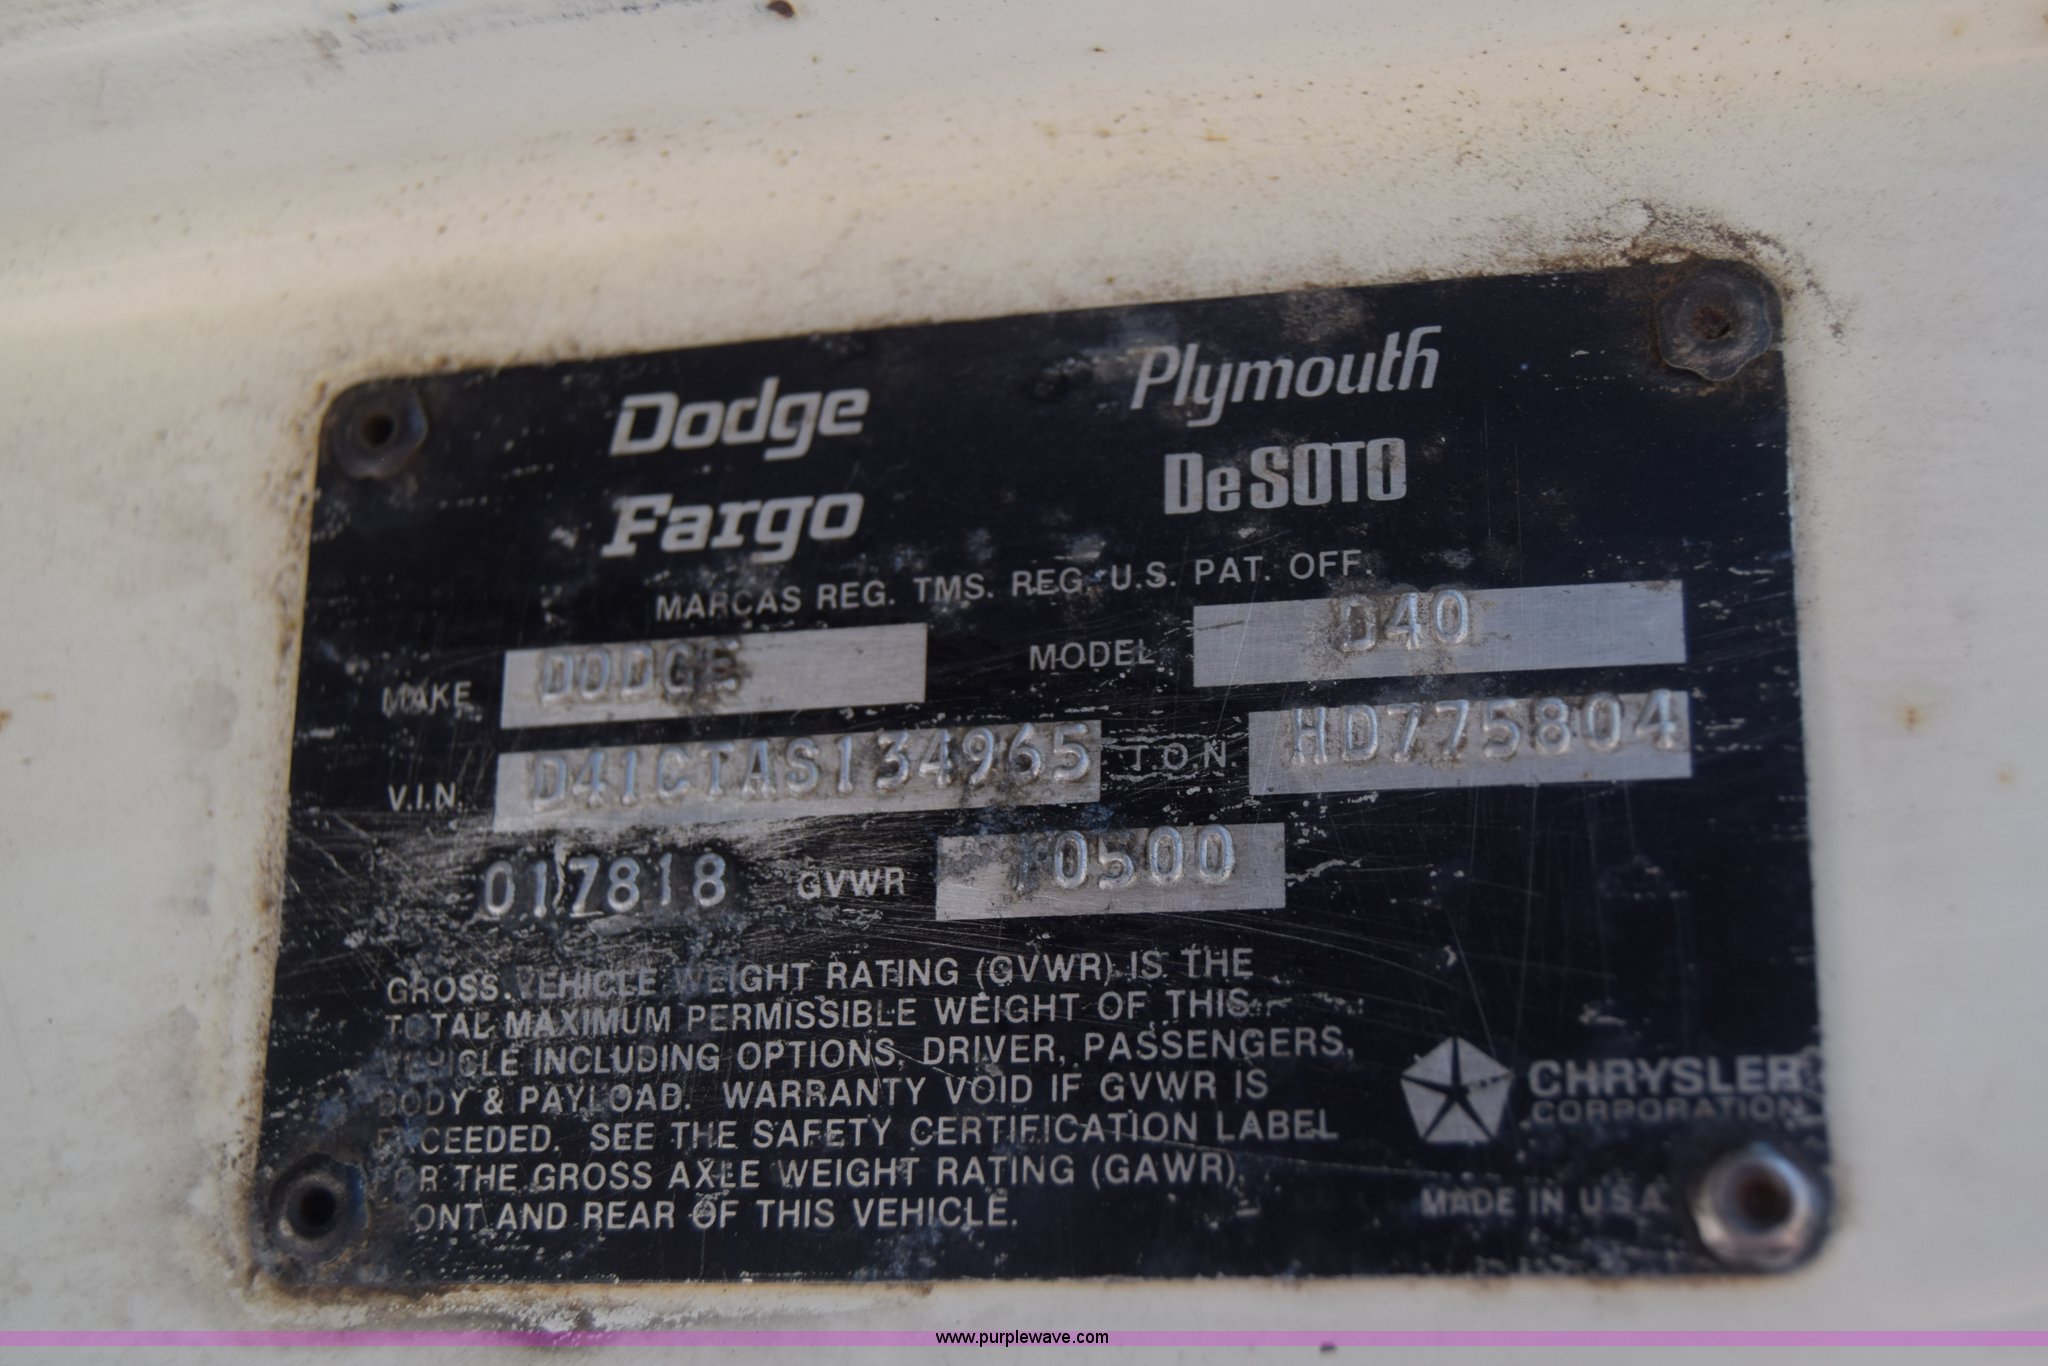 Dodge Plymouth
Fargo DeSOTO
MARCAS REG. TMS. REG. U.S. PAT. OFF.
MAKE DODGE MODEL D40
V.I.N. D41CTAS134965 T.O.N. HD775804
017818 GVWR 10500
GROSS VEHICLE WEIGHT RATING (GVWR) IS THE
TOTAL MAXIMUM PERMISSIBLE WEIGHT OF THIS
VEHICLE INCLUDING OPTIONS, DRIVER, PASSENGERS,
BODY & PAYLOAD. WARRANTY VOID IF GVWR IS
EXCEEDED. SEE THE SAFETY CERTIFICATION LABEL
FOR THE GROSS AXLE WEIGHT RATING (GAWR),
FRONT AND REAR OF THIS VEHICLE.
CHRYSLER
CORPORATION
MADE IN U.S.A.
www.purplewave.com